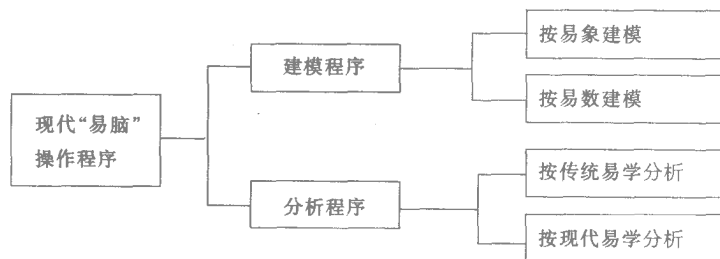 现代“易脑”
操作程序
建模程序
按易象建模
按易数建模
分析程序
按传统易学分析
按现代易学分析